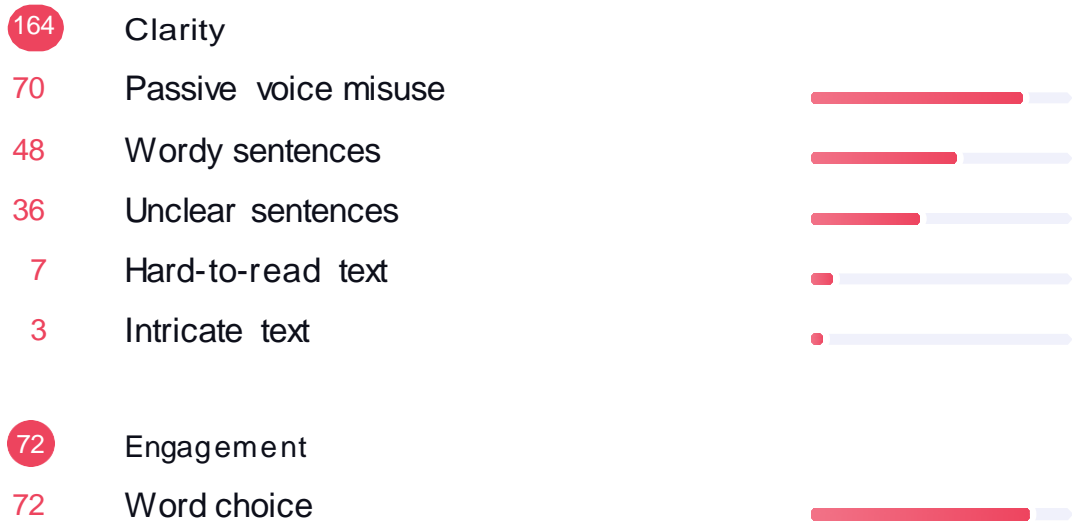 164 Clarity
70 Passive voice misuse
48 Wordy sentences
36 Unclear sentences
7 Hard-to-read text
3 Intricate text
72 Engagement
72 Word choice